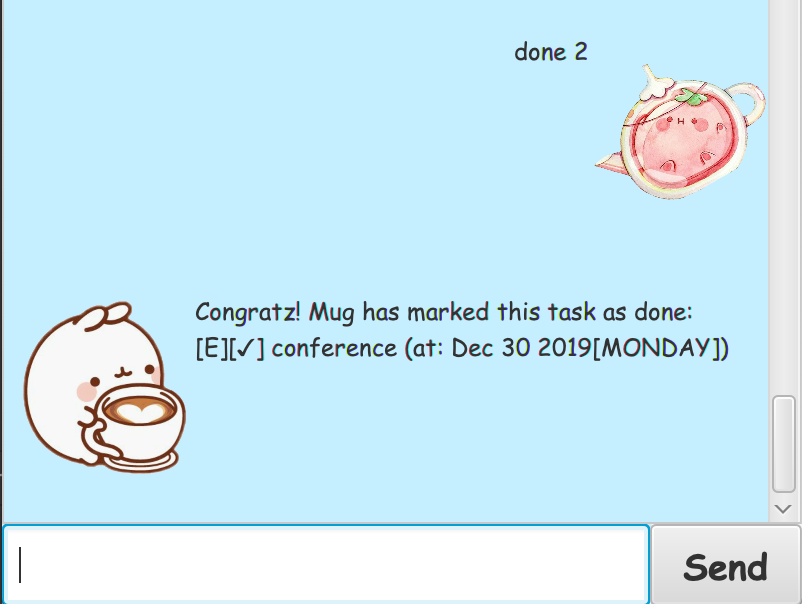 done 2
Congratz! Mug has marked this task as done:
[E][✓] conference (at: Dec 30 2019[MONDAY])
Send